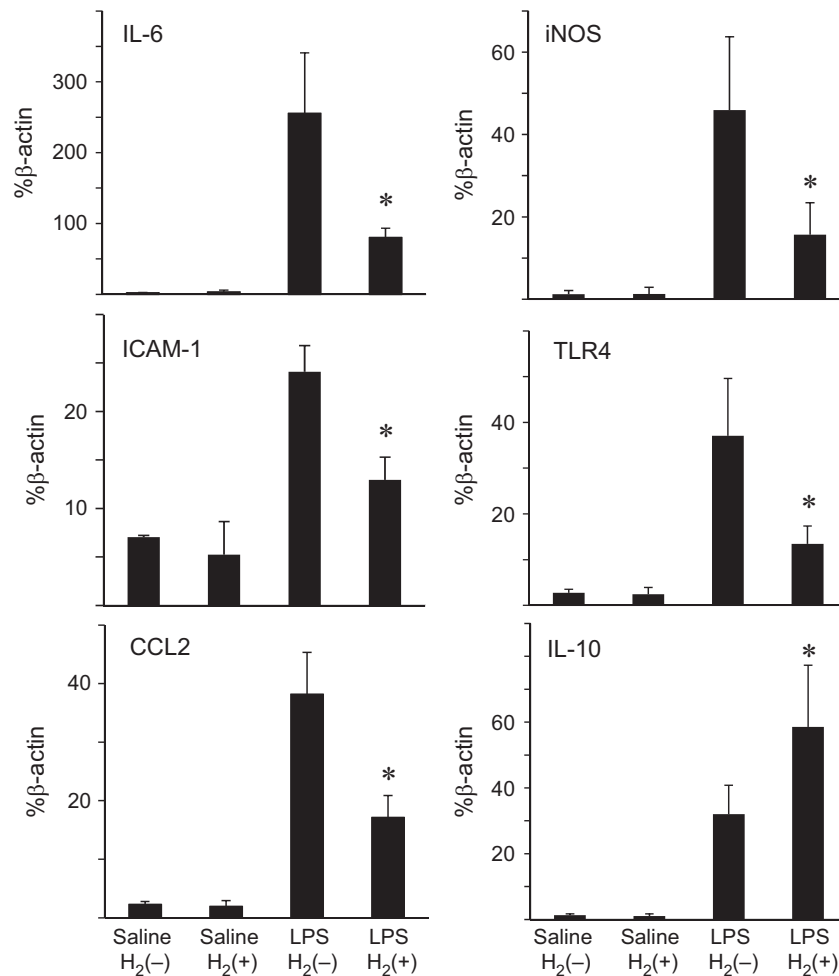 IL-6
%β-actin
300
250
100
*
iNOS
%β-actin
60
40
20
*
ICAM-1
%β-actin
20
10
*
TLR4
%β-actin
40
20
*
CCL2
%β-actin
40
20
*
Saline H₂(–)
Saline H₂(+)
LPS H₂(–)
LPS H₂(+)
IL-10
%β-actin
60
40
20
*
Saline H₂(–)
Saline H₂(+)
LPS H₂(–)
LPS H₂(+)